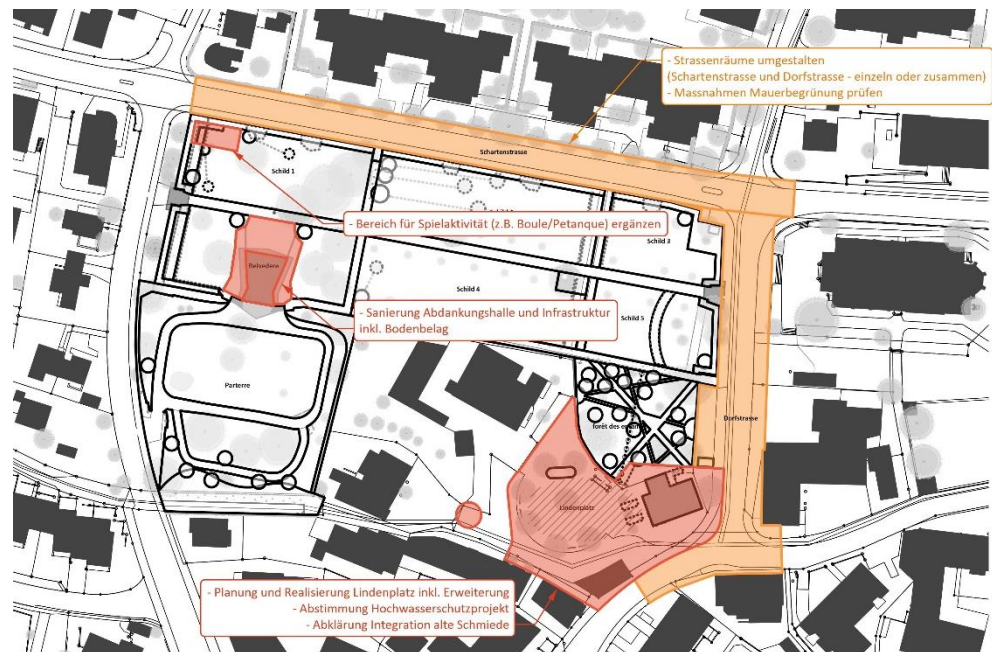 - Strassenräume umgestalten
(Schartenstrasse und Dorfstrasse - einzeln oder zusammen)
- Massnahmen Mauerbegrünung prüfen
Schartenstrasse
Schild 1
- Bereich für Spielaktivität (z.B. Boule/Petanque) ergänzen
Schild 3
Belvedere
Schild 4
- Sanierung Abdankungshalle und Infrastruktur
inkl. Bodenbelag
Schild 5
Parterre
Dorfstrasse
forêt des
Lindenplatz
- Planung und Realisierung Lindenplatz inkl. Erweiterung
- Abstimmung Hochwasserschutzprojekt
- Abklärung Integration alte Schmiede